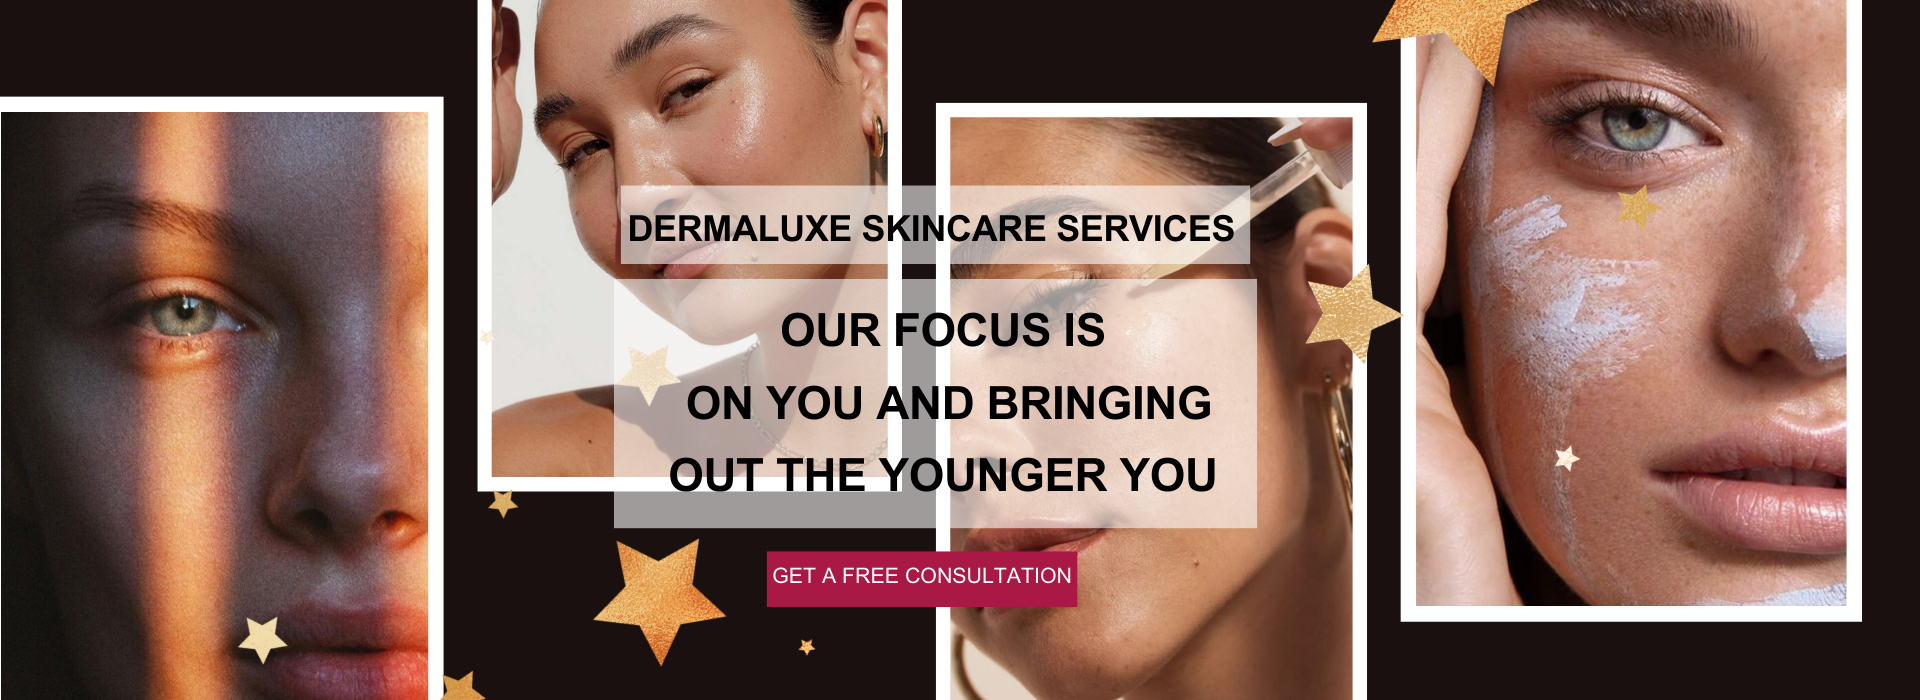 DERMALUXE SKINCARE SERVICES
OUR FOCUS IS
ON YOU AND BRINGING
OUT THE YOUNGER YOU
GET A FREE CONSULTATION